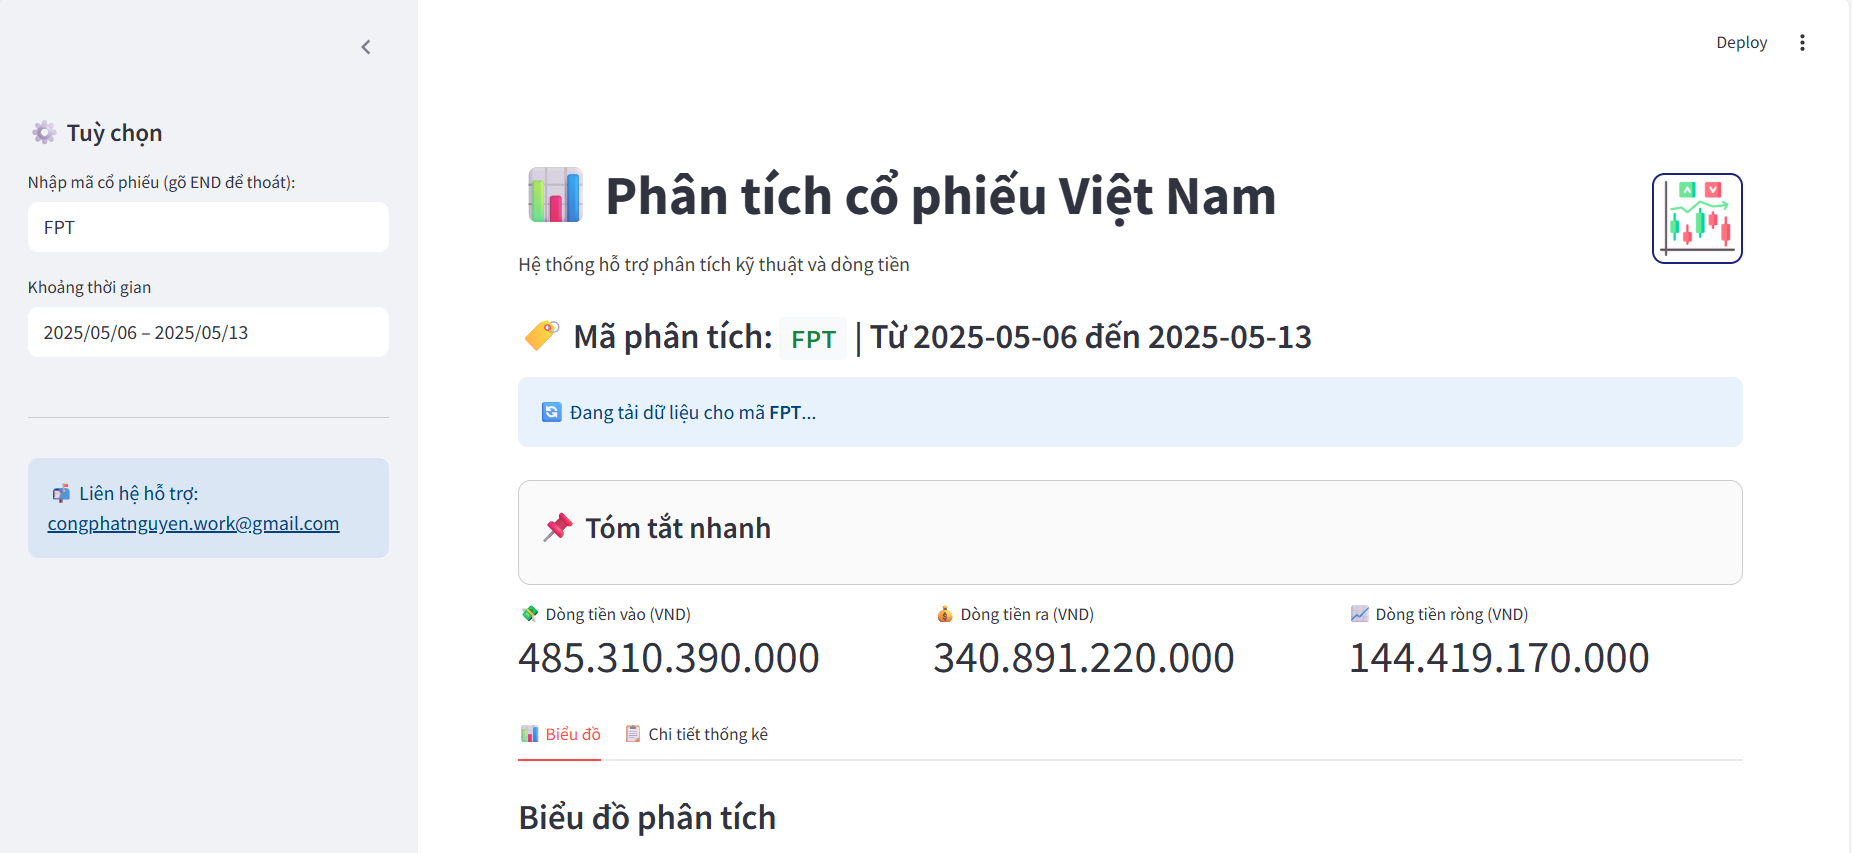 Tuỳ chọn
Nhập mã cổ phiếu (gõ END để thoát):
FPT
Khoảng thời gian
2025/05/06 – 2025/05/13
Liên hệ hỗ trợ:
congphatnguyen.work@gmail.com
Deploy
Phân tích cổ phiếu Việt Nam
Hệ thống hỗ trợ phân tích kỹ thuật và dòng tiền
Mã phân tích: FPT | Từ 2025-05-06 đến 2025-05-13
Đang tải dữ liệu cho mã FPT...
Tóm tắt nhanh
Dòng tiền vào (VND)
485.310.390.000
Dòng tiền ra (VND)
340.891.220.000
Dòng tiền ròng (VND)
144.419.170.000
Biểu đồ
Chi tiết thống kê
Biểu đồ phân tích